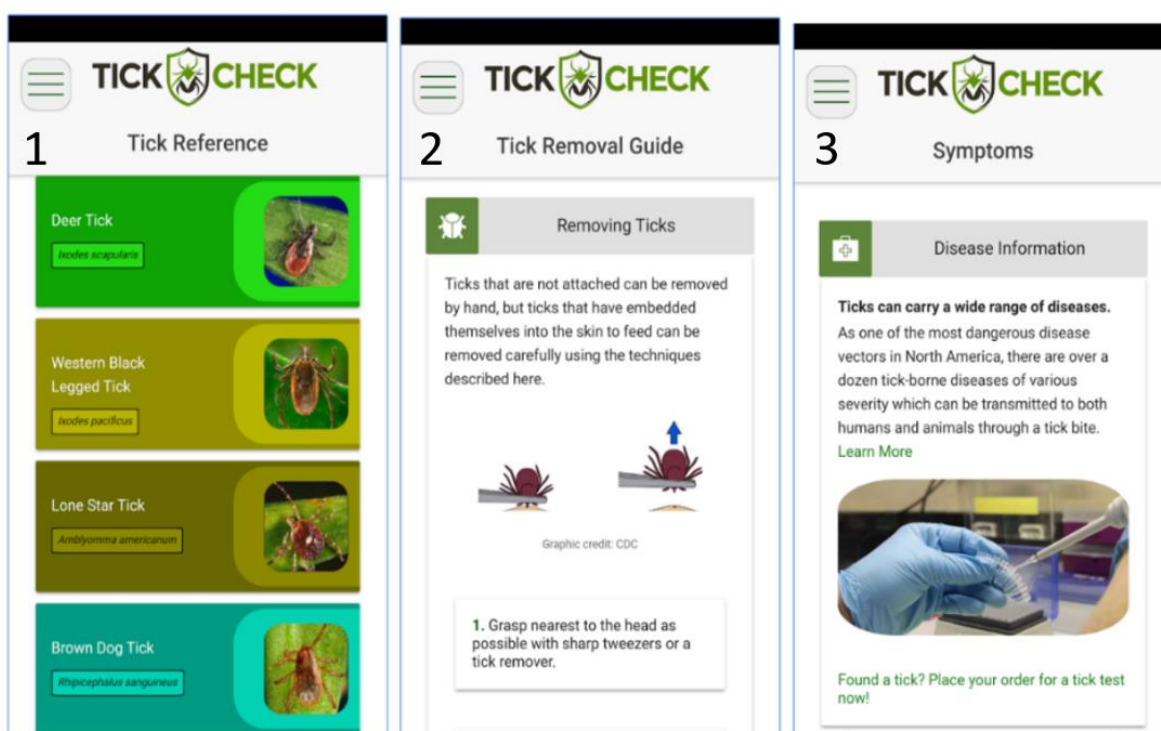 TICK CHECK
1
Tick Reference
Deer Tick
Ixodes scapularis
Western Black
Legged Tick
Ixodes pacificus
Lone Star Tick
Amblyomma americanum
Brown Dog Tick
Rhipicephalus sanguineus
TICK CHECK
2
Tick Removal Guide
Removing Ticks
Ticks that are not attached can be removed
by hand, but ticks that have embedded
themselves into the skin to feed can be
removed carefully using the techniques
described here.
Graphic credit: CDC
1. Grasp nearest to the head as
possible with sharp tweezers or a
tick remover.
TICK CHECK
3
Symptoms
Disease Information
Ticks can carry a wide range of diseases.
As one of the most dangerous disease
vectors in North America, there are over a
dozen tick-borne diseases of various
severity which can be transmitted to both
humans and animals through a tick bite.
Learn More
Found a tick? Place your order for a tick test
now!